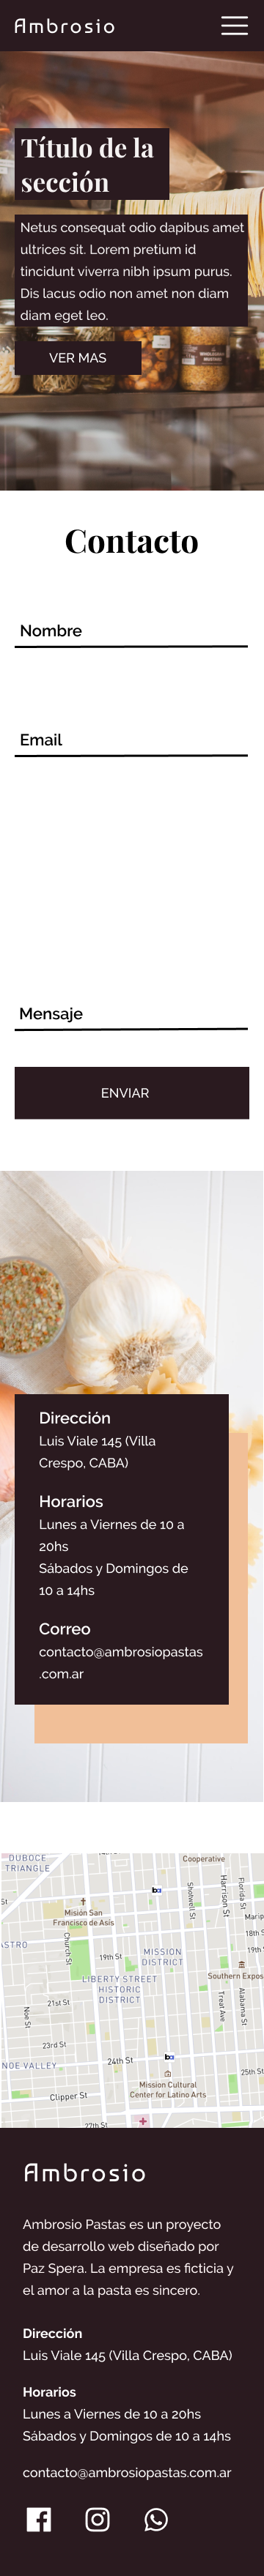 Ambrosio
Título de la
sección
Netus consequat odio dapibus amet
ultrices sit. Lorem pretium id
tincidunt viverra nibh ipsum purus.
Dis lacus odio non amet non diam
diam eget leo.
VER MAS
Contacto
Nombre
Email
Mensaje
ENVIAR
Dirección
Luis Viale 145 (Villa
Crespo, CABA)
Horarios
Lunes a Viernes de 10 a
20hs
Sábados y Domingos de
10 a 14hs
Correo
contacto@ambrosiopastas
.com.ar
DUBOCE
TRIANGLE
Cooperative
Misión San
Francisco de Asís
Church St
Shotwell St
Harrison St
Florida St
18th S
19th St
MISSION
DISTRICT
LIBERTY STREET
HISTORIC
DISTRICT
Southern Expos
21st St
Noe St
Treat Ave
Alabama St
23rd St
24th St
NOE VALLEY
25th St
Mission Cultural
Center for Latino Arts
Clipper St
27th St
Ambrosio
Ambrosio Pastas es un proyecto
de desarrollo web diseñado por
Paz Spera. La empresa es ficticia y
el amor a la pasta es sincero.
Dirección
Luis Viale 145 (Villa Crespo, CABA)
Horarios
Lunes a Viernes de 10 a 20hs
Sábados y Domingos de 10 a 14hs
contacto@ambrosiopastas.com.ar